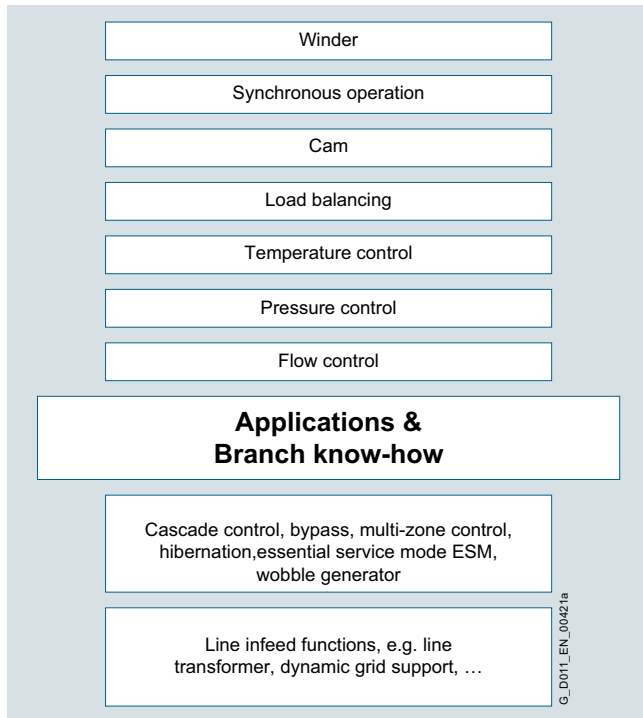 Winder
Synchronous operation
Cam
Load balancing
Temperature control
Pressure control
Flow control
Applications &
Branch know-how
Cascade control, bypass, multi-zone control,
hibernation,essential service mode ESM,
wobble generator
Line infeed functions, e.g. line
transformer, dynamic grid support, …
G_D011_EN_00421a